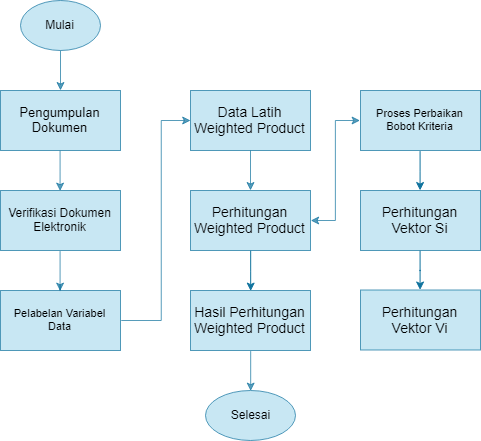 Mulai
Pengumpulan
Dokumen
Verifikasi Dokumen
Elektronik
Pelabelan Variabel
Data
Data Latih
Weighted Product
Perhitungan
Weighted Product
Hasil Perhitungan
Weighted Product
Selesai
Proses Perbaikan
Bobot Kriteria
Perhitungan
Vektor Si
Perhitungan
Vektor Vi